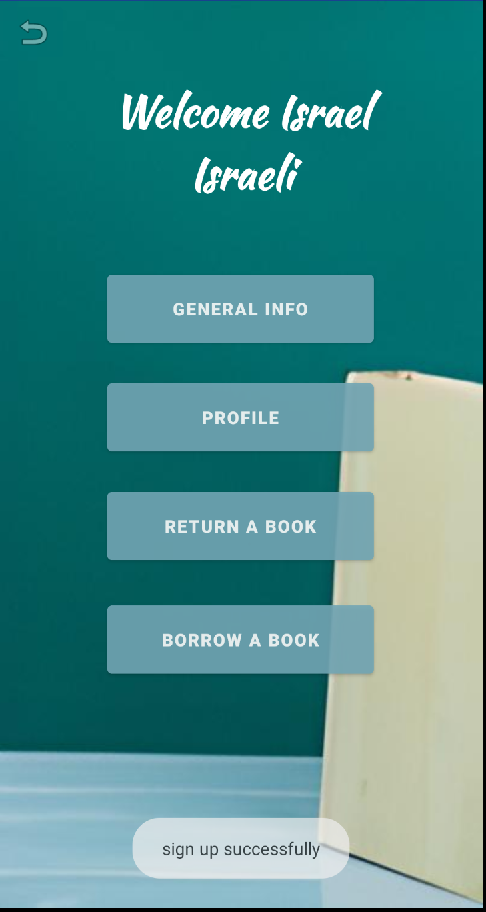 Welcome Israel
Israeli
GENERAL INFO
PROFILE
RETURN A BOOK
BORROW A BOOK
sign up successfully